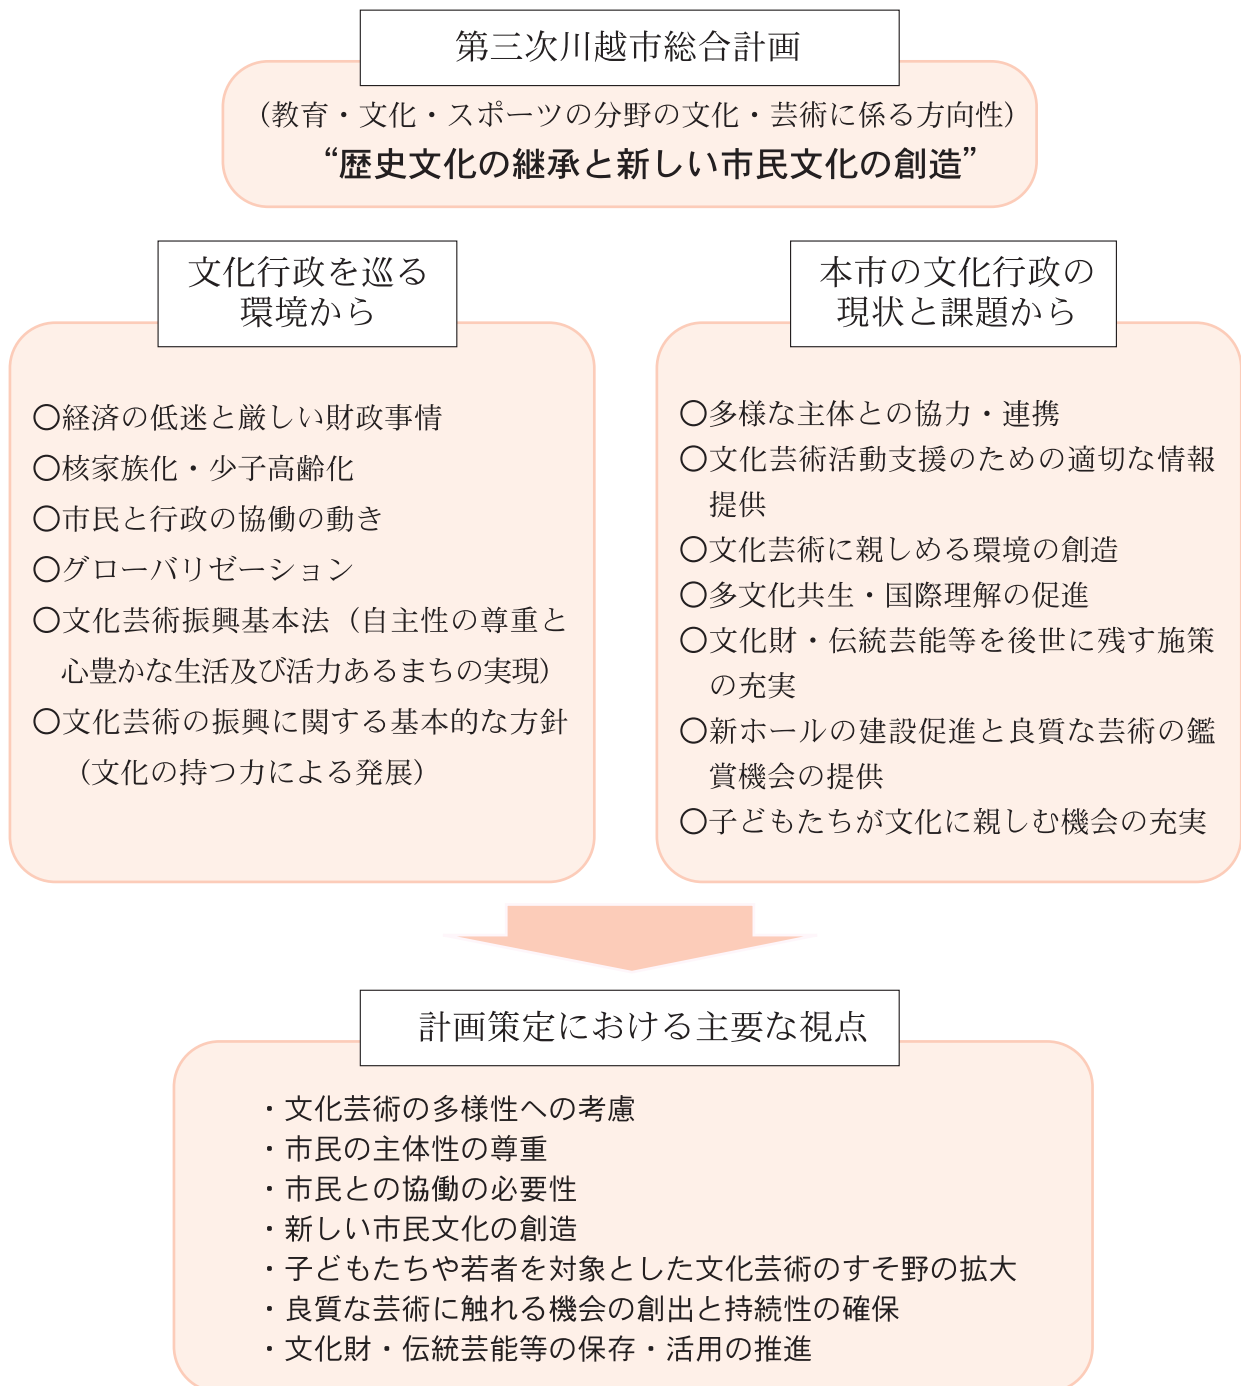 第三次川越市総合計画
（教育・文化・スポーツの分野の文化・芸術に係る方向性）
“歴史文化の継承と新しい市民文化の創造”
文化行政を巡る
環境から
〇経済の低迷と厳しい財政事情
〇核家族化・少子高齢化
〇市民と行政の協働の動き
〇グローバリゼーション
〇文化芸術振興基本法（自主性の尊重と
心豊かな生活及び活力あるまちの実現）
〇文化芸術の振興に関する基本的な方針
（文化の持つ力による発展）
本市の文化行政の
現状と課題から
〇多様な主体との協力・連携
〇文化芸術活動支援のための適切な情報
提供
〇文化芸術に親しめる環境の創造
〇多文化共生・国際理解の促進
〇文化財・伝統芸能等を後世に残す施策
の充実
〇新ホールの建設促進と良質な芸術の鑑
賞機会の提供
〇子どもたちが文化に親しむ機会の充実
計画策定における主要な視点
・文化芸術の多様性への考慮
・市民の主体性の尊重
・市民との協働の必要性
・新しい市民文化の創造
・子どもたちや若者を対象とした文化芸術のすそ野の拡大
・良質な芸術に触れる機会の創出と持続性の確保
・文化財・伝統芸能等の保存・活用の推進